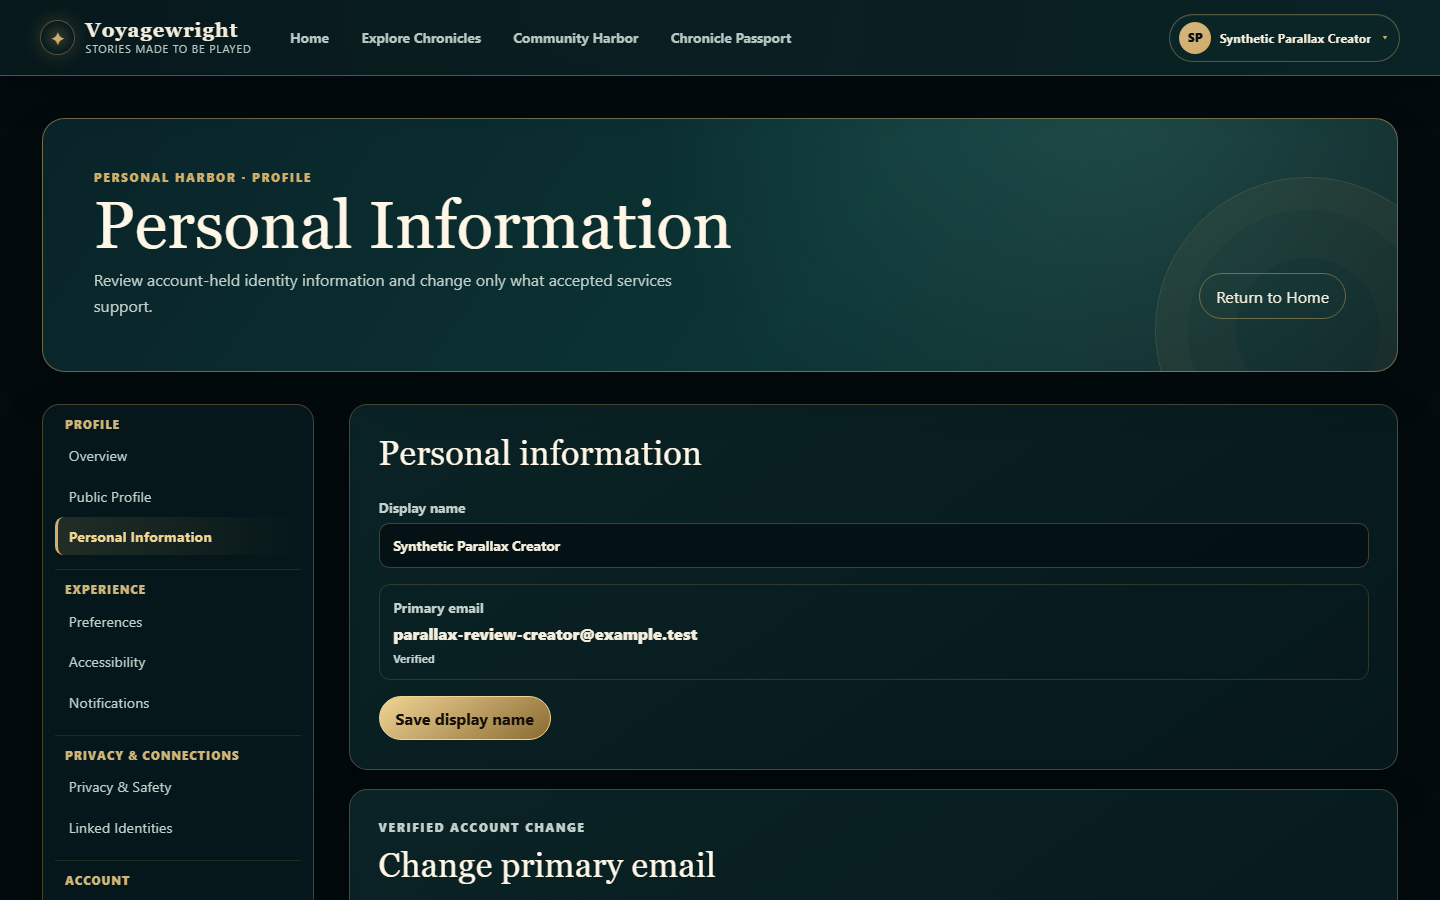 Voyagewright
STORIES MADE TO BE PLAYED
Home
Explore Chronicles
Community Harbor
Chronicle Passport
SP
Synthetic Parallax Creator
PERSONAL HARBOR · PROFILE
Personal Information
Review account-held identity information and change only what accepted services
support.
Return to Home
PROFILE
Overview
Public Profile
Personal Information
EXPERIENCE
Preferences
Accessibility
Notifications
PRIVACY & CONNECTIONS
Privacy & Safety
Linked Identities
ACCOUNT
Personal information
Display name
Synthetic Parallax Creator
Primary email
parallax-review-creator@example.test
Verified
Save display name
VERIFIED ACCOUNT CHANGE
Change primary email